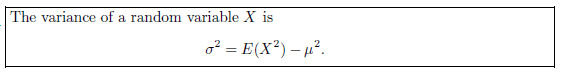 The variance of a random variable X is
σ² = E(X²) − μ².